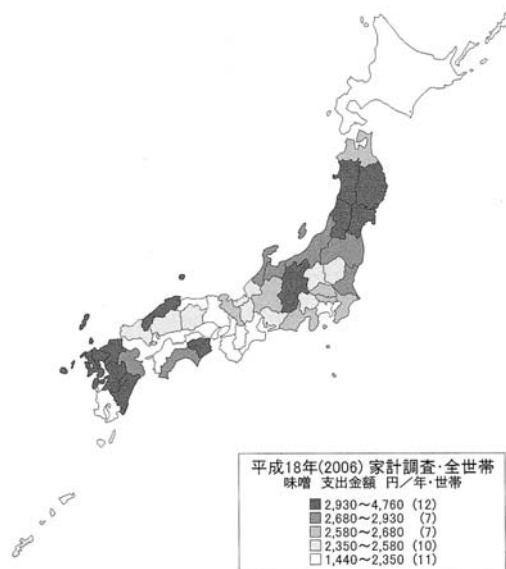 平成18年(2006) 家計調査・全世帯
味噌 支出金額 円／年・世帯
2,930～4,760 (12)
2,680～2,930 (7)
2,580～2,680 (7)
2,350～2,580 (10)
1,440～2,350 (11)